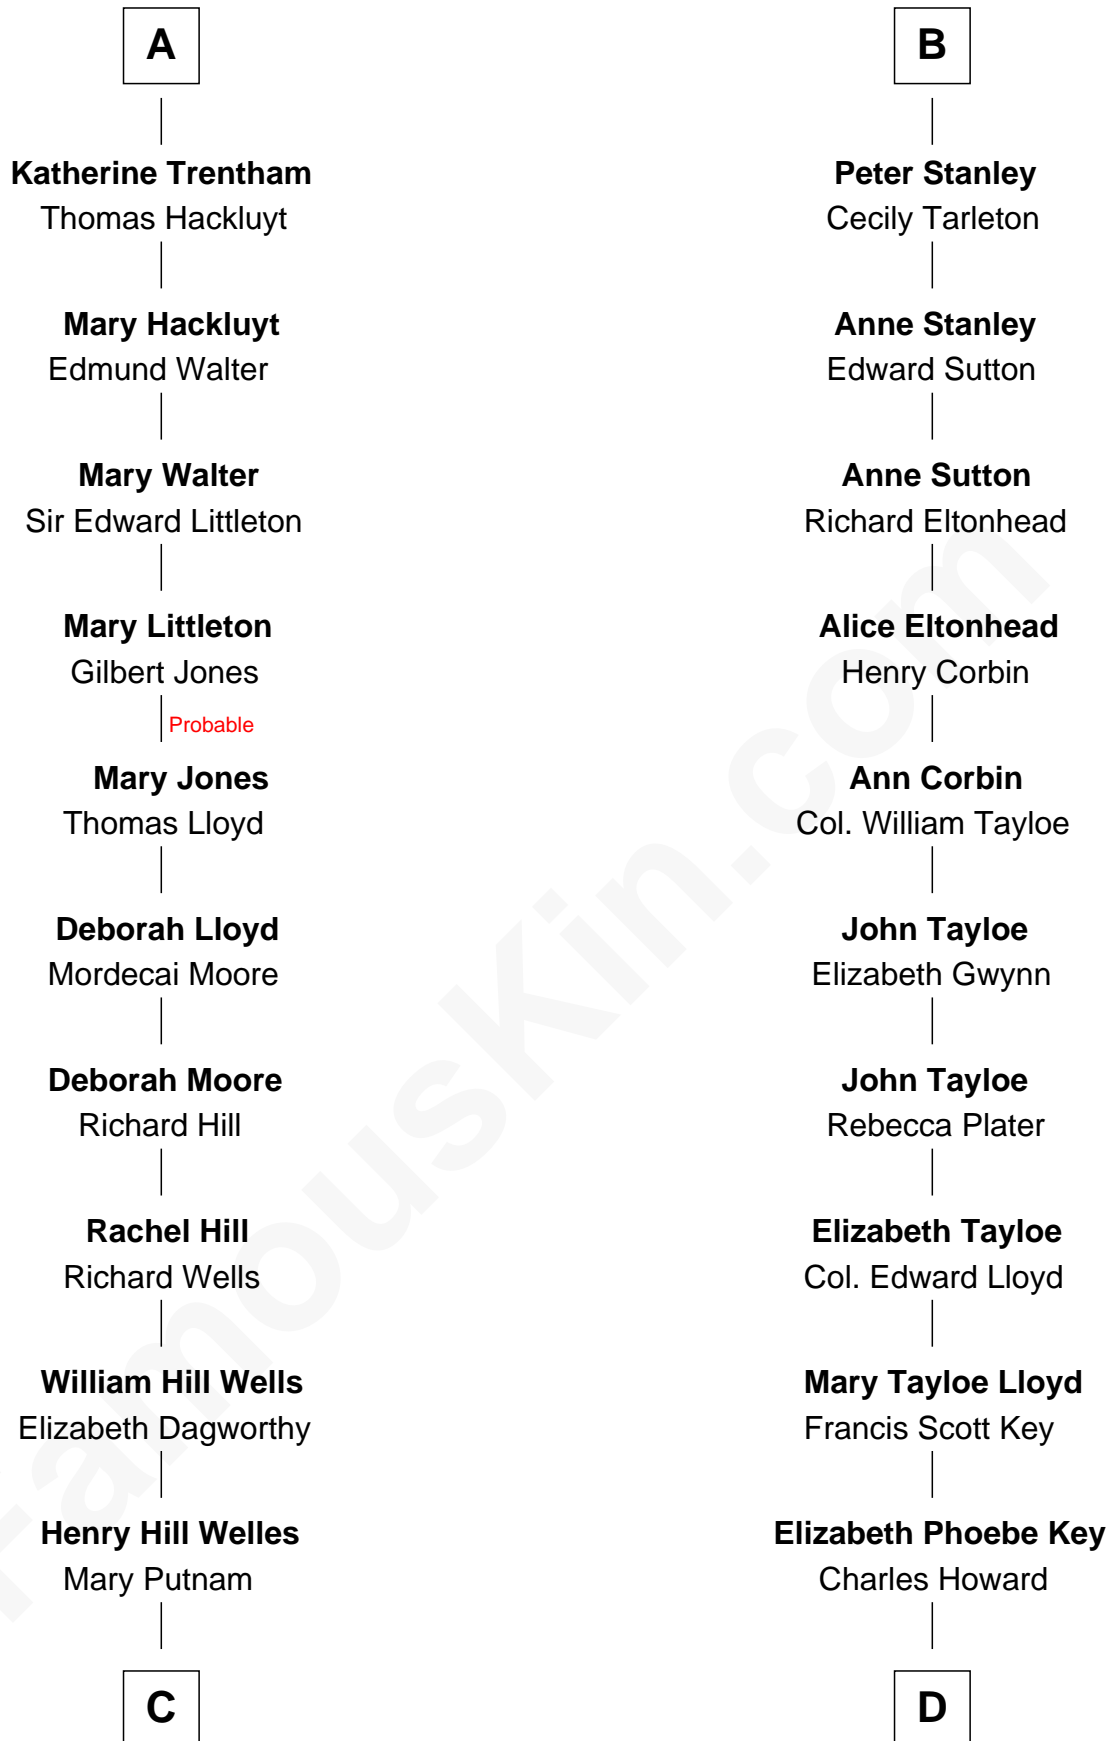 A
Katherine Trentham
Thomas Hackluyt
Mary Hackluyt
Edmund Walter
Mary Walter
Sir Edward Littleton
Mary Littleton
Gilbert Jones
Probable
Mary Jones
Thomas Lloyd
Deborah Lloyd
Mordecai Moore
Deborah Moore
Richard Hill
Rachel Hill
Richard Wells
William Hill Wells
Elizabeth Dagworthy
Henry Hill Welles
Mary Putnam
C
B
Peter Stanley
Cecily Tarleton
Anne Stanley
Edward Sutton
Anne Sutton
Richard Eltonhead
Alice Eltonhead
Henry Corbin
Ann Corbin
Col. William Tayloe
John Tayloe
Elizabeth Gwynn
John Tayloe
Rebecca Plater
Elizabeth Tayloe
Col. Edward Lloyd
Mary Tayloe Lloyd
Francis Scott Key
Elizabeth Phoebe Key
Charles Howard
D
FamousKin.com